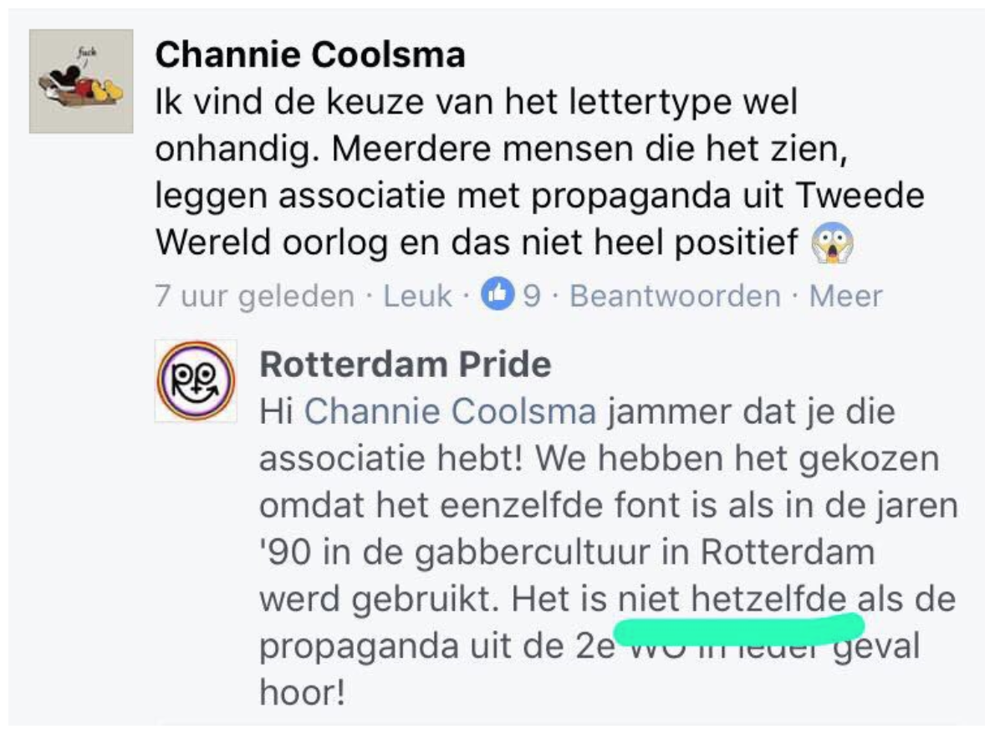 fuck
Channie Coolsma
Ik vind de keuze van het lettertype wel
onhandig. Meerdere mensen die het zien,
leggen associatie met propaganda uit Tweede
Wereld oorlog en das niet heel positief 😱
7 uur geleden · Leuk · 9 · Beantwoorden · Meer
Rotterdam Pride
Hi Channie Coolsma jammer dat je die
associatie hebt! We hebben het gekozen
omdat het eenzelfde font is als in de jaren
'90 in de gabbercultuur in Rotterdam
werd gebruikt. Het is niet hetzelfde als de
propaganda uit de 2e WO in ieder geval
hoor!